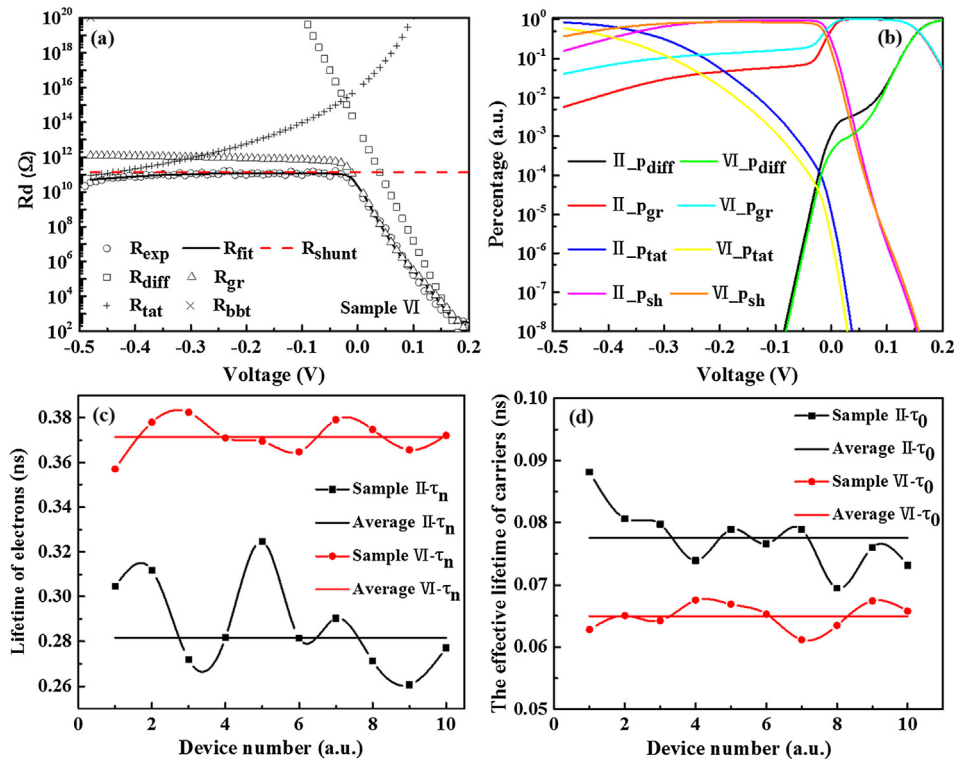 (a)
Rd (Ω)
10^20
10^18
10^16
10^14
10^12
10^10
10^8
10^6
10^4
10^2
R_exp R_fit R_shunt
R_diff R_gr
R_tat R_bbt Sample VI
-0.5 -0.4 -0.3 -0.2 -0.1 0.0 0.1 0.2
Voltage (V)
(b)
Percentage (a.u.)
10^0
10^-1
10^-2
10^-3
10^-4
10^-5
10^-6
10^-7
10^-8
II_p_diff VI_p_diff
II_p_gr VI_p_gr
II_p_tat VI_p_tat
II_p_sh VI_p_sh
-0.5 -0.4 -0.3 -0.2 -0.1 0.0 0.1 0.2
Voltage (V)
(c)
Lifetime of electrons (ns)
0.38
0.36
0.34
0.32
0.30
0.28
0.26
Sample II-τ_n
Average II-τ_n
Sample VI-τ_n
Average VI-τ_n
0 2 4 6 8 10
Device number (a.u.)
(d)
The effective lifetime of carriers (ns)
0.10
0.09
0.08
0.07
0.06
0.05
Sample II-τ_0
Average II-τ_0
Sample VI-τ_0
Average VI-τ_0
0 2 4 6 8 10
Device number (a.u.)